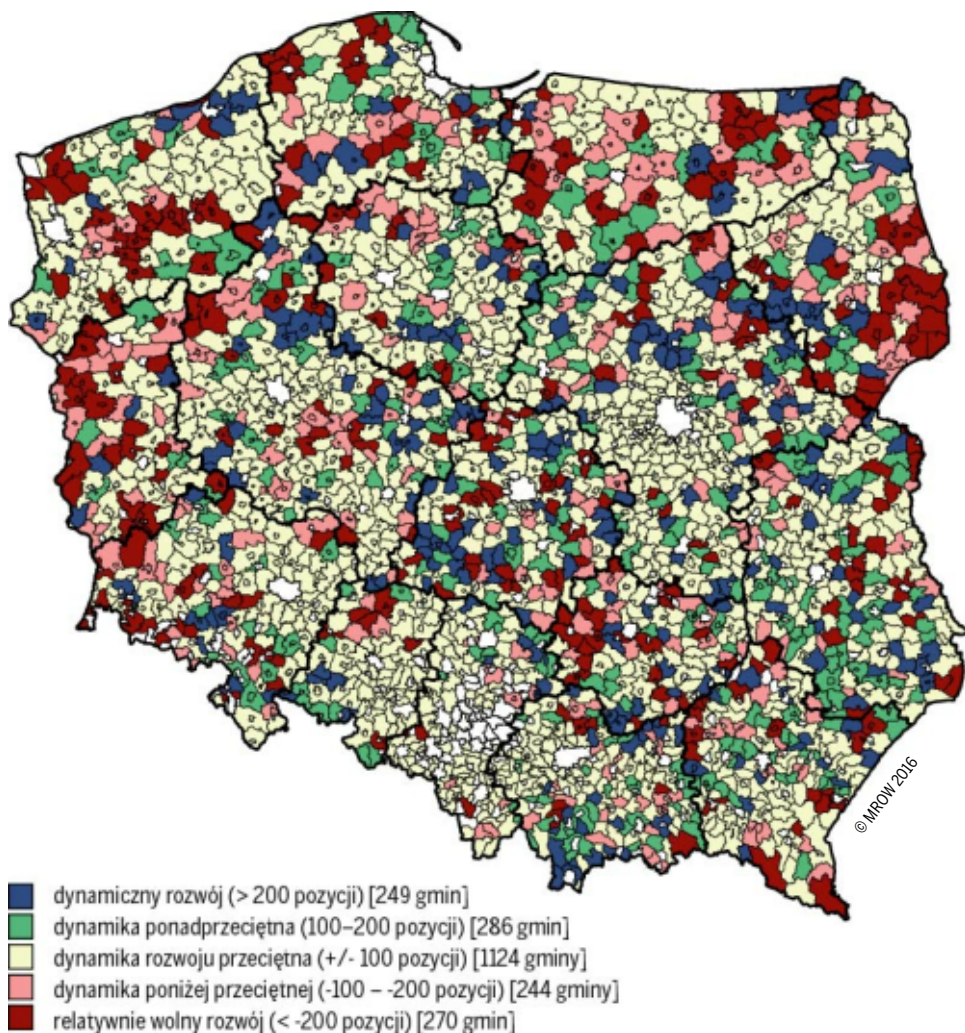 © MROW 2016
dynamiczny rozwój (> 200 pozycji) [249 gmin]
dynamika ponadprzeciętna (100–200 pozycji) [286 gmin]
dynamika rozwoju przeciętna (+/- 100 pozycji) [1124 gminy]
dynamika poniżej przeciętnej (-100 – -200 pozycji) [244 gminy]
relatywnie wolny rozwój (< -200 pozycji) [270 gmin]